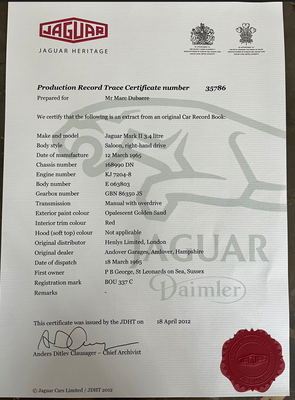 JAGUAR
JAGUAR HERITAGE
Production Record Trace Certificate number 35786
Prepared for Mr Marc Dubaere
We certify that the following is an extract from an original Car Record Book:
Make and model Jaguar Mark II 3.4 litre
Body style Saloon, right-hand drive
Date of manufacture 12 March 1965
Chassis number 168990 DN
Engine number KJ 7204-8
Body number E 063803
Gearbox number GBN 86350 JS
Transmission Manual with overdrive
Exterior paint colour Opalescent Golden Sand
Interior trim colour Red
Hood (soft top) colour Not applicable
Original distributor Henlys Limited, London
Original dealer Andover Garages, Andover, Hampshire
Date of dispatch 18 March 1965
First owner P B George, St Leonards on Sea, Sussex
Registration mark BOU 337 C
Remarks -
JAGUAR
Daimler
This certificate was issued by the JDHT on 18 April 2012
Anders Ditlev Clausager – Chief Archivist
JAGUAR
© Jaguar Cars Limited / JDHT 2012